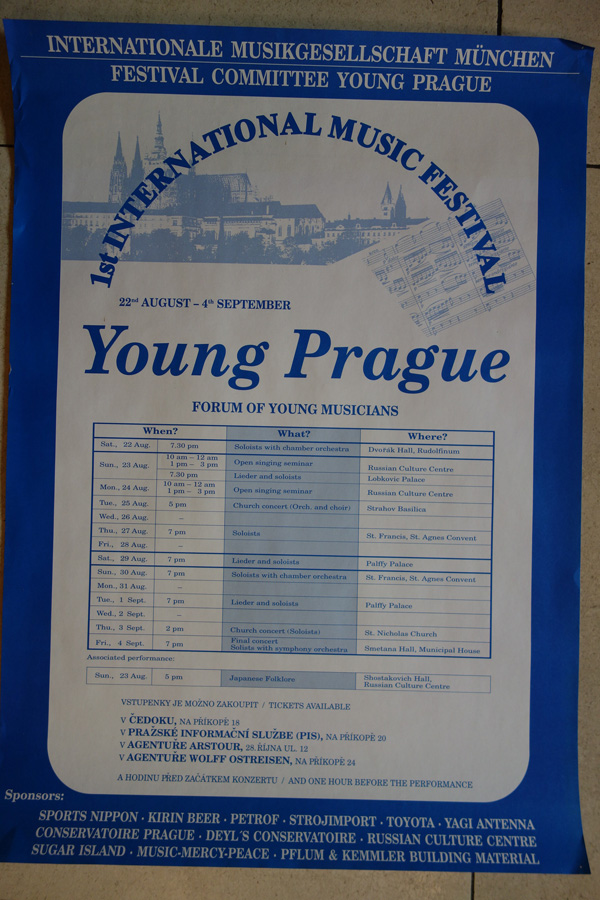 INTERNATIONALE MUSIKGESELLSCHAFT MÜNCHEN
FESTIVAL COMMITTEE YOUNG PRAGUE
1st INTERNATIONAL MUSIC FESTIVAL
22nd AUGUST – 4th SEPTEMBER
Young Prague
FORUM OF YOUNG MUSICIANS
When? What? Where?
Sat., 22 Aug. 7.30 pm Soloists with chamber orchestra Dvořák Hall, Rudolfinum
Sun., 23 Aug. 10 am – 12 am
1 pm – 3 pm Open singing seminar Russian Culture Centre
7.30 pm Lieder and soloists Lobkovic Palace
Mon., 24 Aug. 10 am – 12 am
1 pm – 3 pm Open singing seminar Russian Culture Centre
Tue., 25 Aug. 5 pm Church concert (Orch. and choir) Strahov Basilica
Wed., 26 Aug. –
Thu., 27 Aug. 7 pm Soloists St. Francis, St. Agnes Convent
Fri., 28 Aug. –
Sat., 29 Aug. 7 pm Lieder and soloists Palffy Palace
Sun., 30 Aug. 7 pm Soloists with chamber orchestra St. Francis, St. Agnes Convent
Mon., 31 Aug. –
Tue., 1 Sept. 7 pm Lieder and soloists Palffy Palace
Wed., 2 Sept. –
Thu., 3 Sept. 2 pm Church concert (Soloists) St. Nicholas Church
Fri., 4 Sept. 7 pm Final concert
Solists with symphony orchestra Smetana Hall, Municipal House
Associated performance:
Sun., 23 Aug. 5 pm Japanese Folklore Shostakovich Hall,
Russian Culture Centre
VSTUPENKY JE MOŽNO ZAKOUPIT / TICKETS AVAILABLE
V ČEDOKU, NA PŘÍKOPĚ 18
V PRAŽSKÉ INFORMAČNÍ SLUŽBE (PIS), NA PŘÍKOPĚ 20
V AGENTUŘE ARSTOUR, 28. ŘÍJNA UL. 12
V AGENTUŘE WOLFF OSTREISEN, NA PŘÍKOPĚ 24
A HODINU PŘED ZAČÁTKEM KONZERTU / AND ONE HOUR BEFORE THE PERFORMANCE
Sponsors:
SPORTS NIPPON · KIRIN BEER · PETROF · STROJIMPORT · TOYOTA · YAGI ANTENNA
CONSERVATOIRE PRAGUE · DEYL´S CONSERVATOIRE · RUSSIAN CULTURE CENTRE
SUGAR ISLAND · MUSIC-MERCY-PEACE · PFLUM & KEMMLER BUILDING MATERIAL